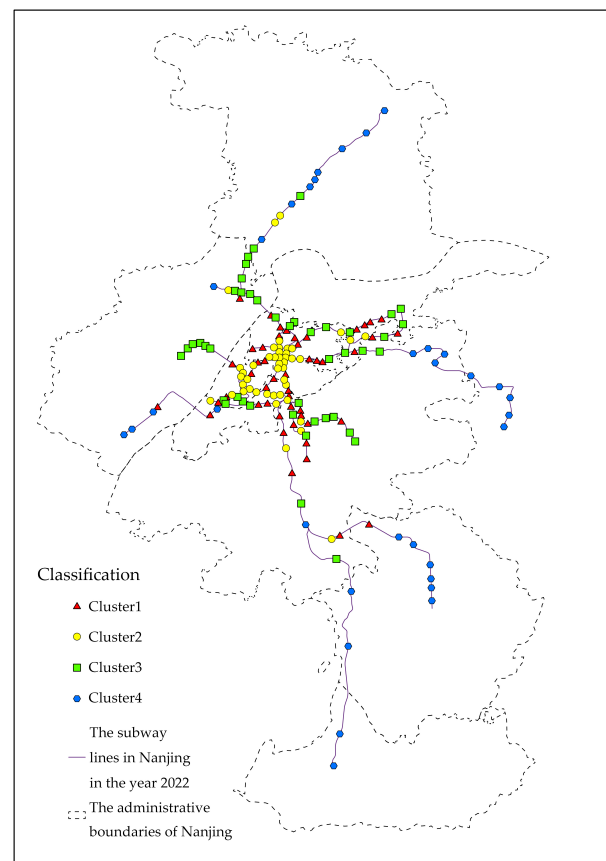 Classification
Cluster1
Cluster2
Cluster3
Cluster4
The subway
lines in Nanjing
in the year 2022
The administrative
boundaries of Nanjing